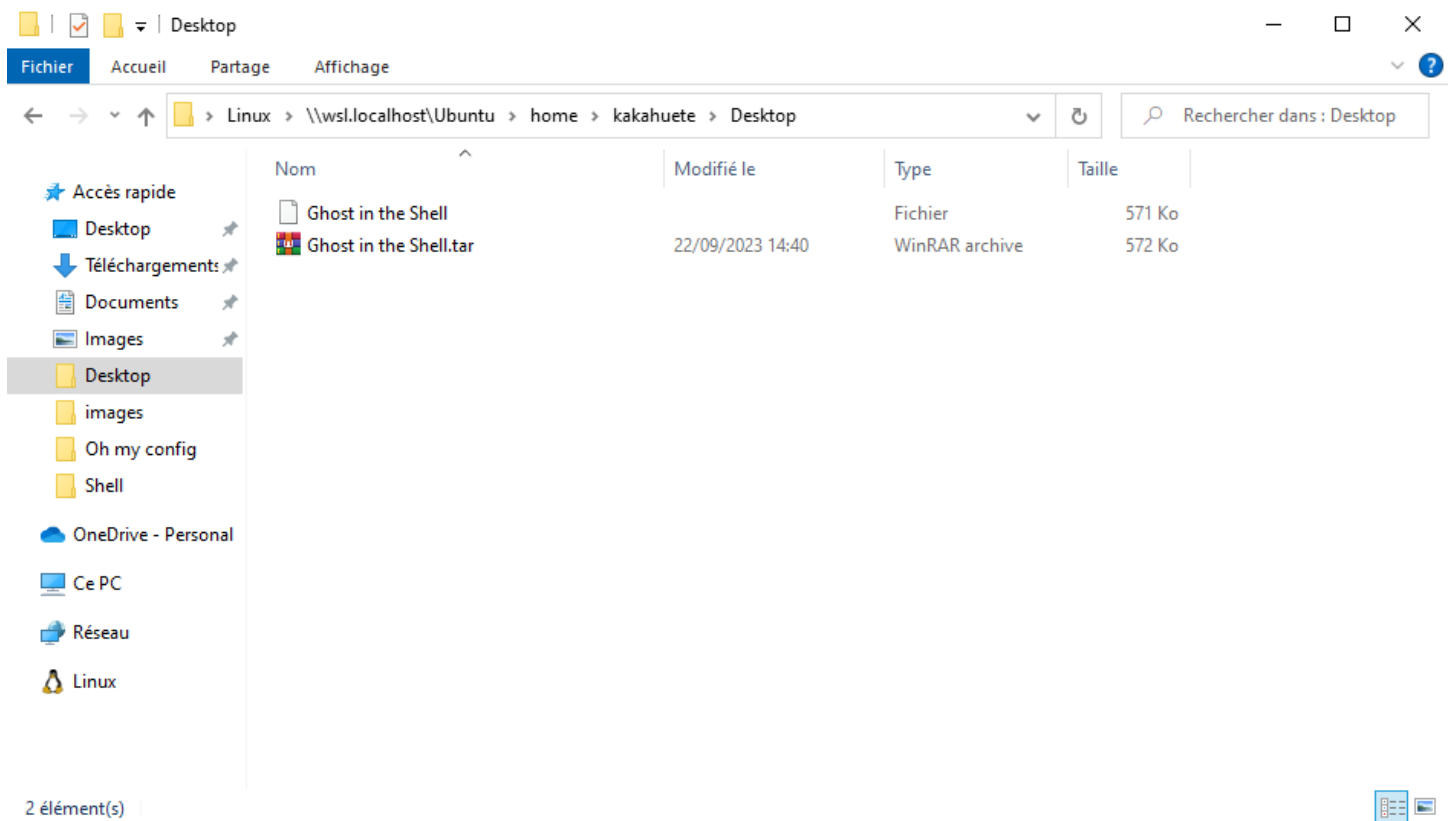 Desktop
Fichier Accueil Partage Affichage
Linux > \\wsl.localhost\Ubuntu > home > kakahuete > Desktop Rechercher dans : Desktop
Nom Modifié le Type Taille
Accès rapide
Desktop
Téléchargements
Documents
Images
Desktop
images
Oh my config
Shell
OneDrive - Personal
Ce PC
Réseau
Linux
Ghost in the Shell Fichier 571 Ko
Ghost in the Shell.tar 22/09/2023 14:40 WinRAR archive 572 Ko
2 élément(s)